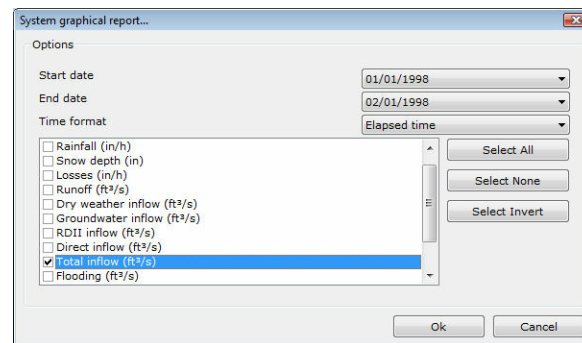 System graphical report...
Options
Start date
01/01/1998
End date
02/01/1998
Time format
Elapsed time
Rainfall (in/h)
Snow depth (in)
Losses (in/h)
Runoff (ft³/s)
Dry weather inflow (ft³/s)
Groundwater inflow (ft³/s)
RDII inflow (ft³/s)
Direct inflow (ft³/s)
Total inflow (ft³/s)
Flooding (ft³/s)
Select All
Select None
Select Invert
Ok
Cancel